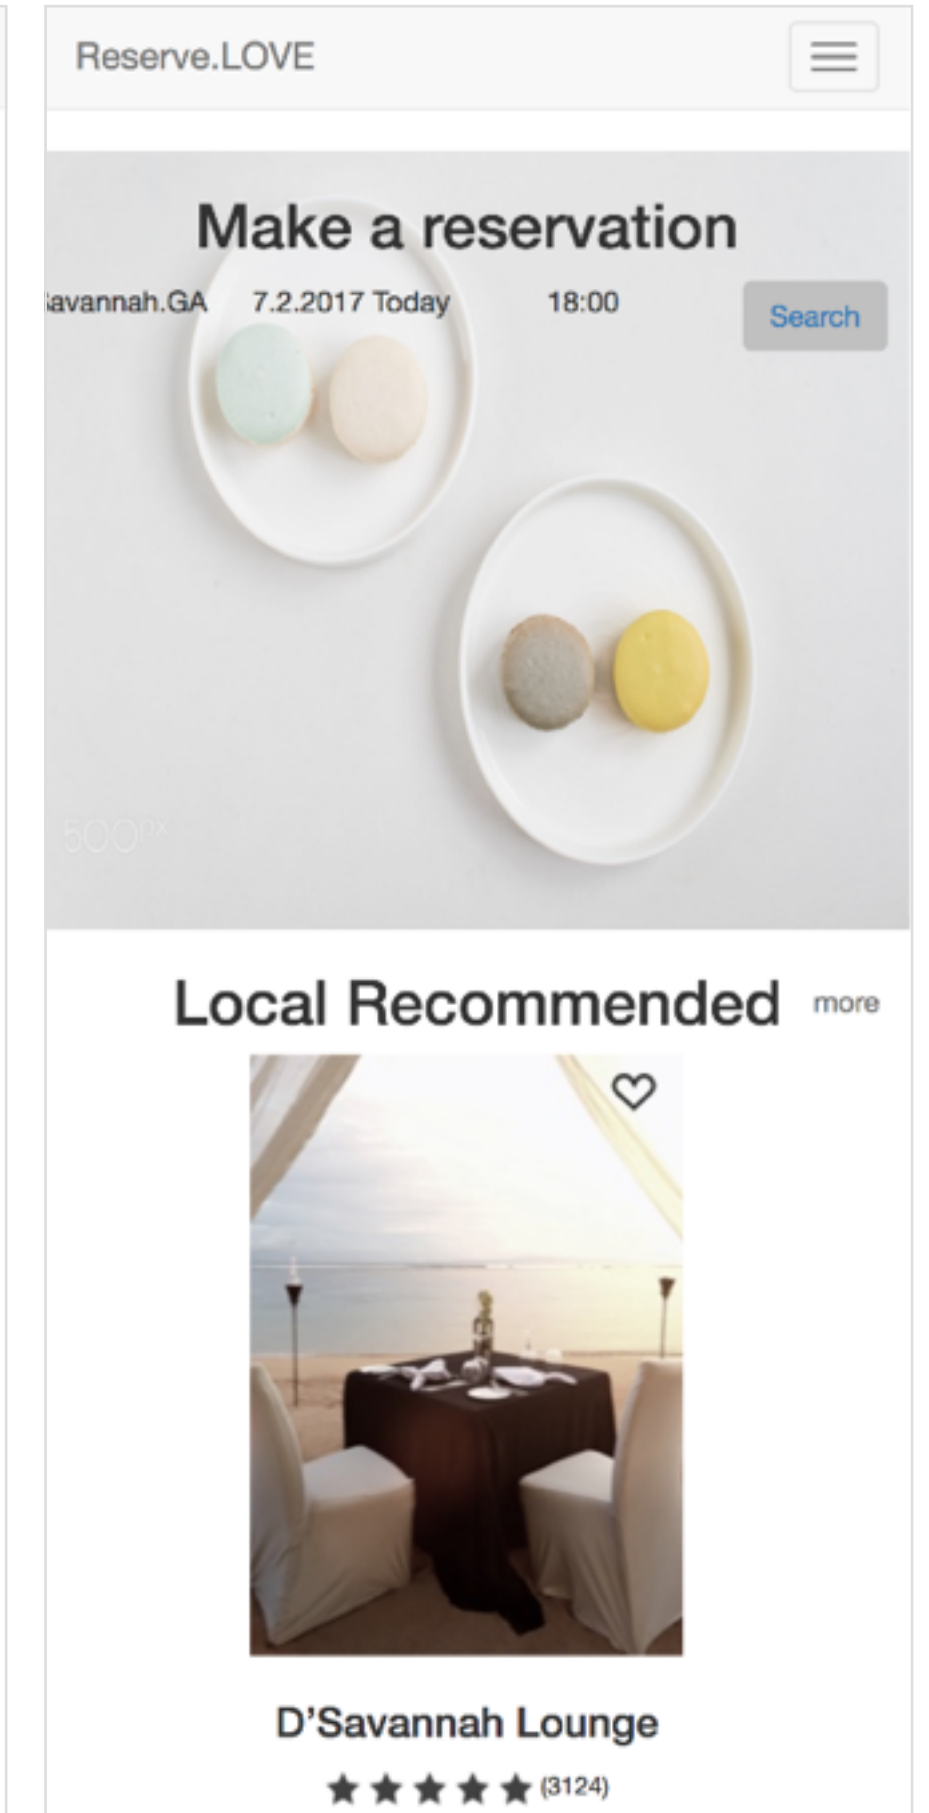 Reserve.LOVE
Make a reservation
avannah.GA 7.2.2017 Today 18:00 Search
500px
Local Recommended more
D'Savannah Lounge
(3124)